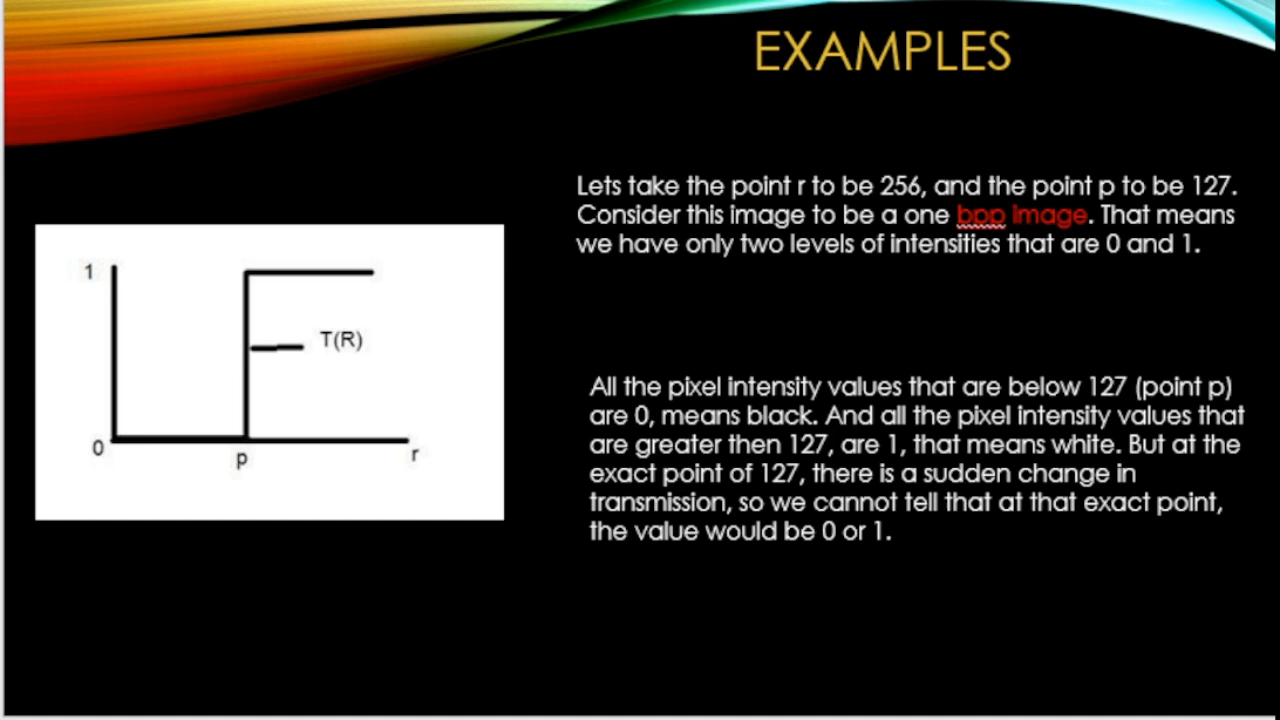 EXAMPLES
Lets take the point r to be 256, and the point p to be 127.
Consider this image to be a one bpp image. That means
we have only two levels of intensities that are 0 and 1.
1
T(R)
0
p
r
All the pixel intensity values that are below 127 (point p)
are 0, means black. And all the pixel intensity values that
are greater then 127, are 1, that means white. But at the
exact point of 127, there is a sudden change in
transmission, so we cannot tell that at that exact point,
the value would be 0 or 1.